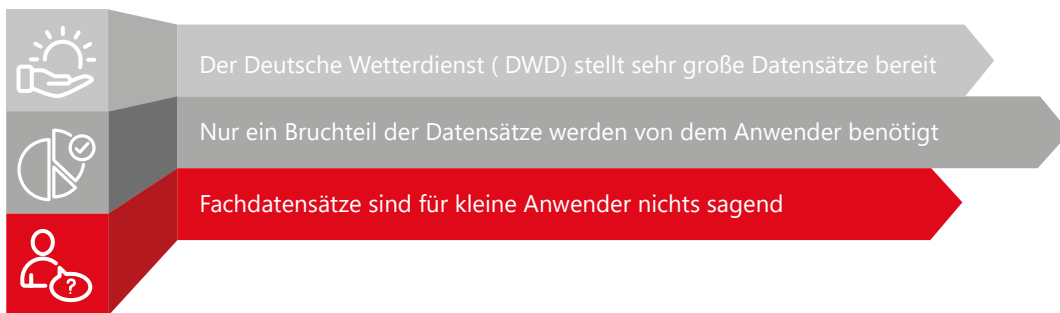 Der Deutsche Wetterdienst ( DWD) stellt sehr große Datensätze bereit
Nur ein Bruchteil der Datensätze werden von dem Anwender benötigt
Fachdatensätze sind für kleine Anwender nichts sagend
?